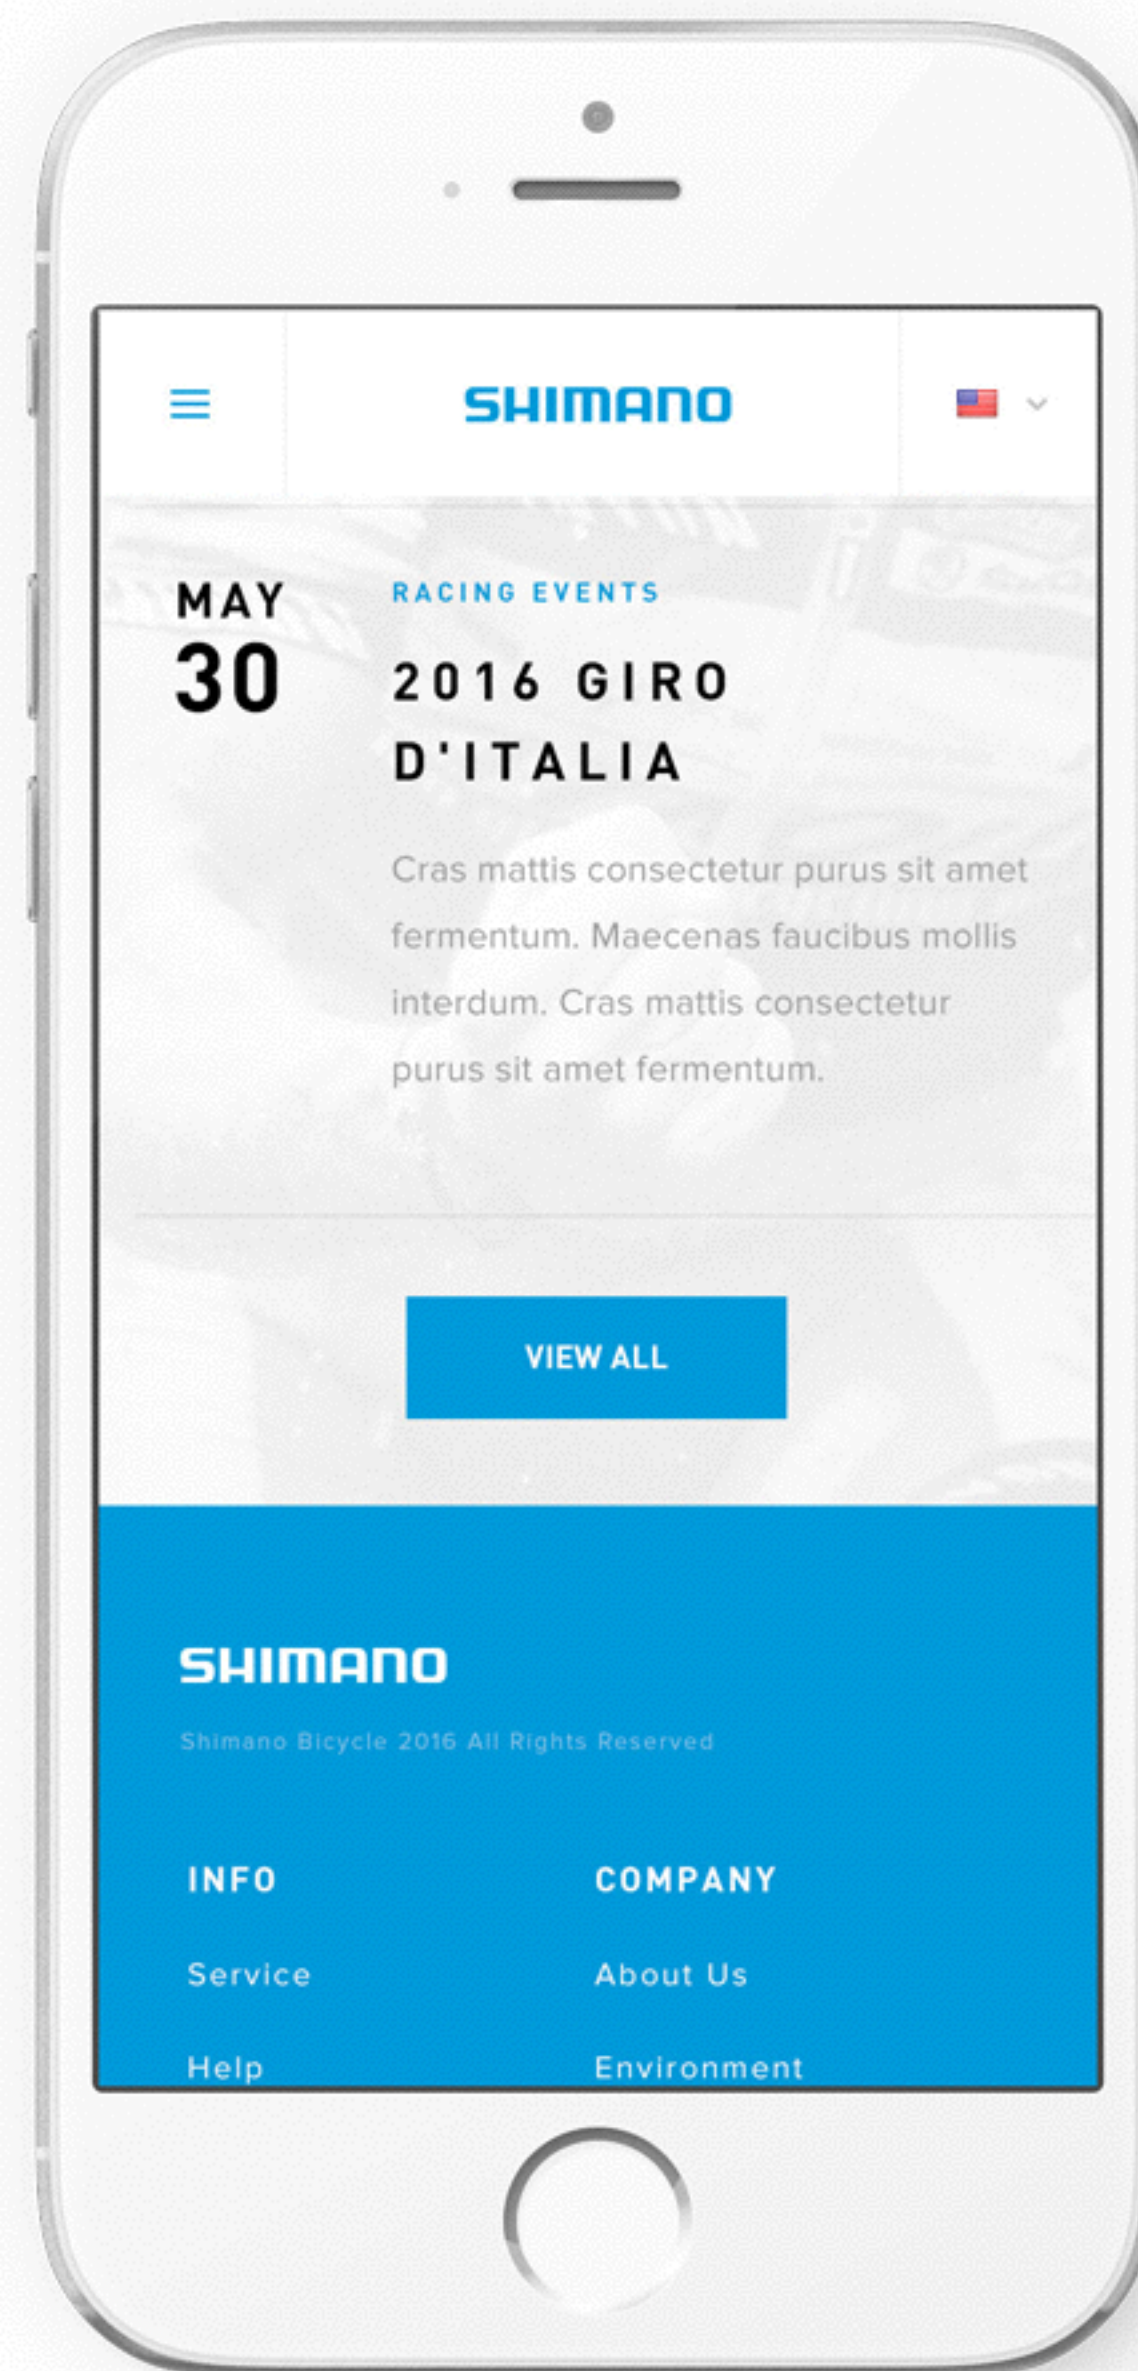 SHIMANO
MAY
30
RACING EVENTS
2016 GIRO
D'ITALIA
Cras mattis consectetur purus sit amet
fermentum. Maecenas faucibus mollis
interdum. Cras mattis consectetur
purus sit amet fermentum.
VIEW ALL
SHIMANO
Shimano Bicycle 2016 All Rights Reserved
INFO
Service
Help
COMPANY
About Us
Environment